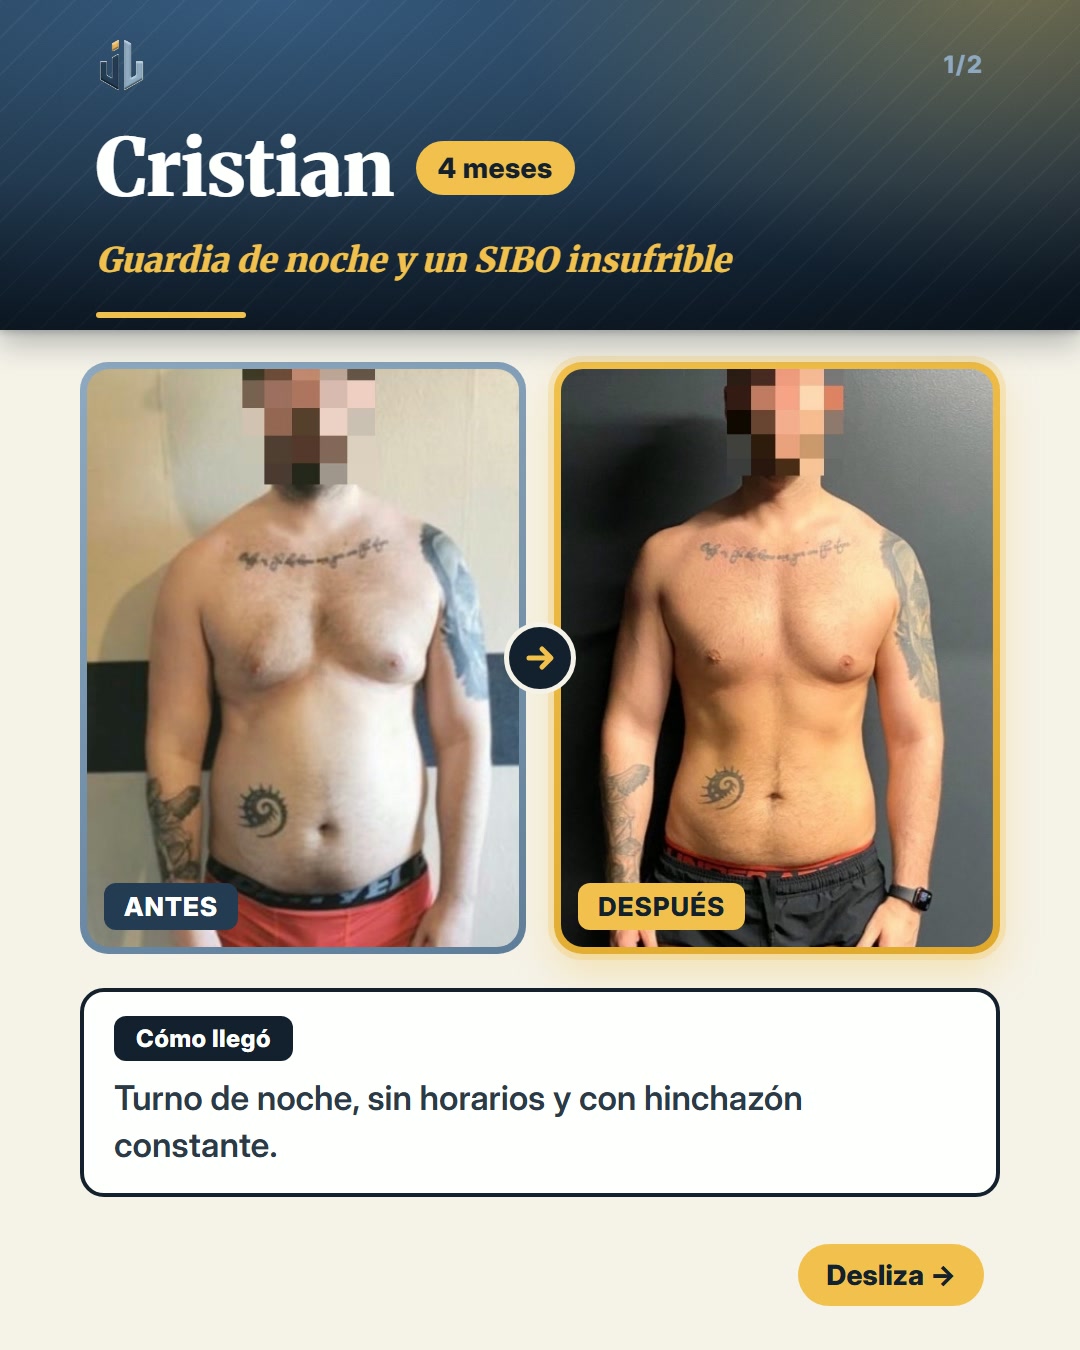 1/2
Cristian
4 meses
Guardia de noche y un SIBO insufrible
ANTES
DESPUÉS
Cómo llegó
Turno de noche, sin horarios y con hinchazón
constante.
Desliza →